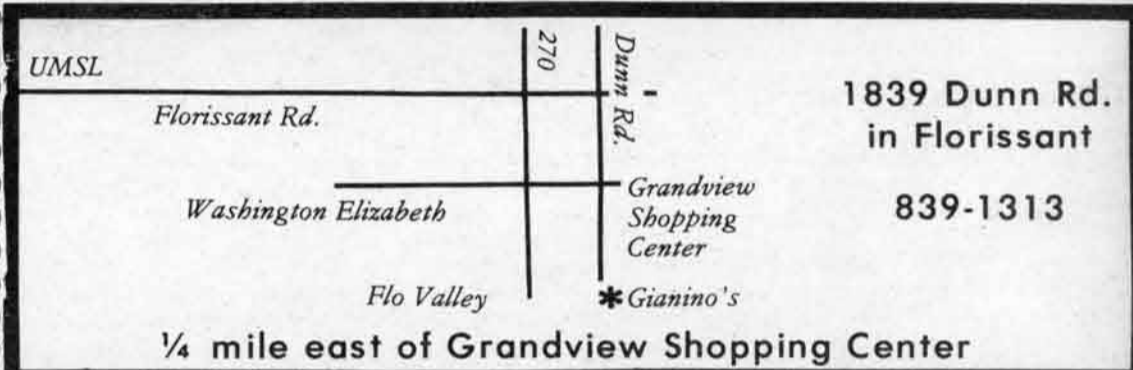 UMSL
270
Dunn Rd.
Florissant Rd.
1839 Dunn Rd.
in Florissant
Washington Elizabeth
Grandview
Shopping
Center
839-1313
Flo Valley
* Gianino's
¼ mile east of Grandview Shopping Center